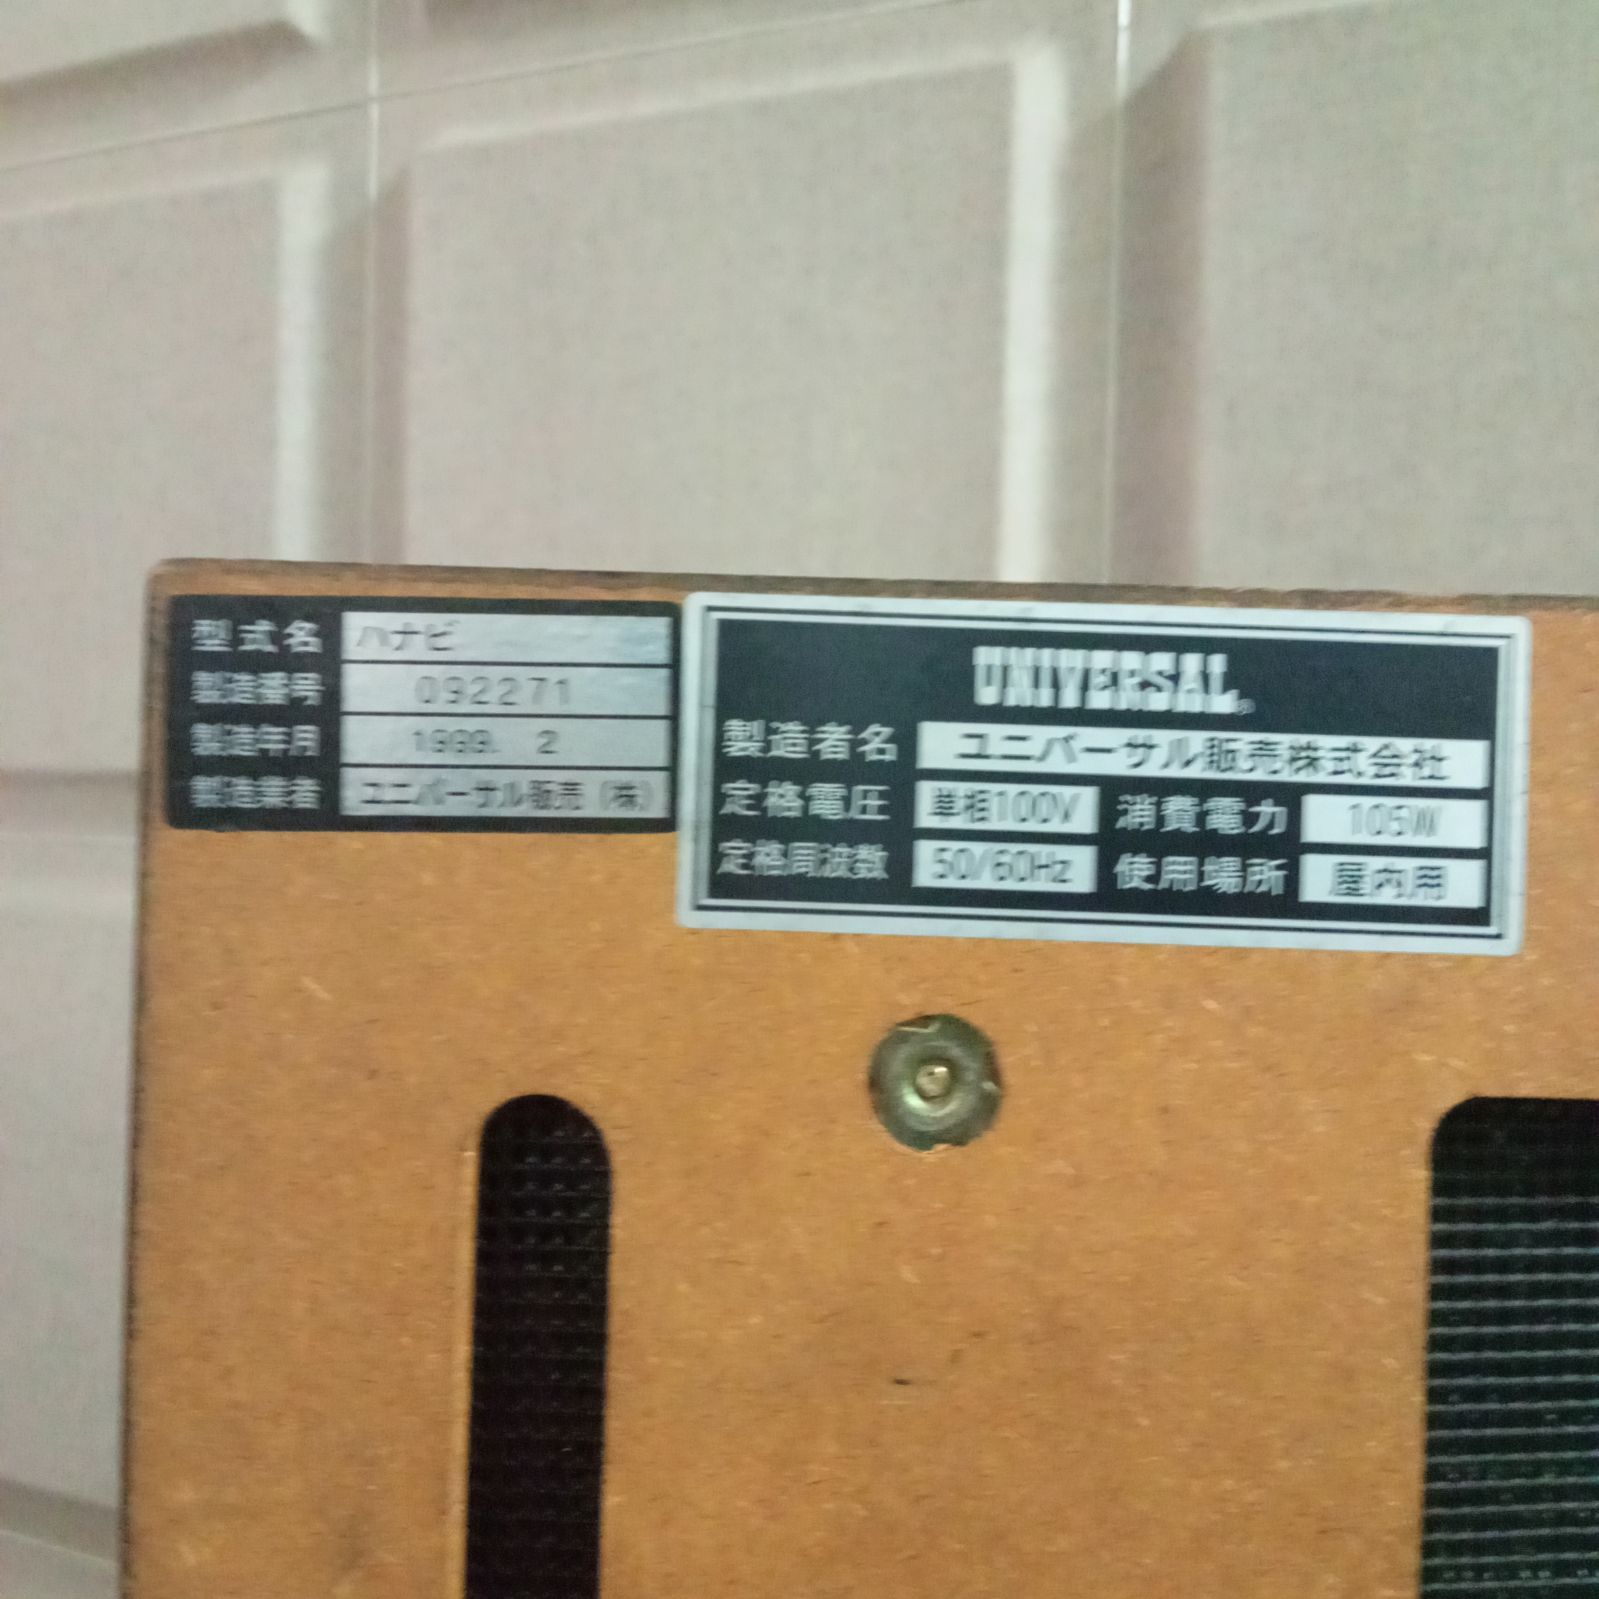 型式名 ハナビ
製造番号 092271
製造年月 1999. 2
製造業者 ユニバーサル販売(株)
UNIVERSAL®
製造者名 ユニバーサル販売株式会社
定格電圧 単相100V 消費電力 105W
定格周波数 50/60Hz 使用場所 屋内用